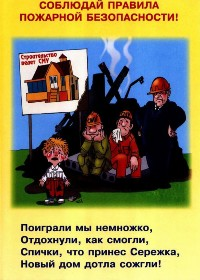 СОБЛЮДАЙ ПРАВИЛА
ПОЖАРНОЙ БЕЗОПАСНОСТИ!
Строительство
ведет СМУ
Поиграли мы немножко,
Отдохнули, как смогли,
Спички, что принес Сережка,
Новый дом дотла сожгли!